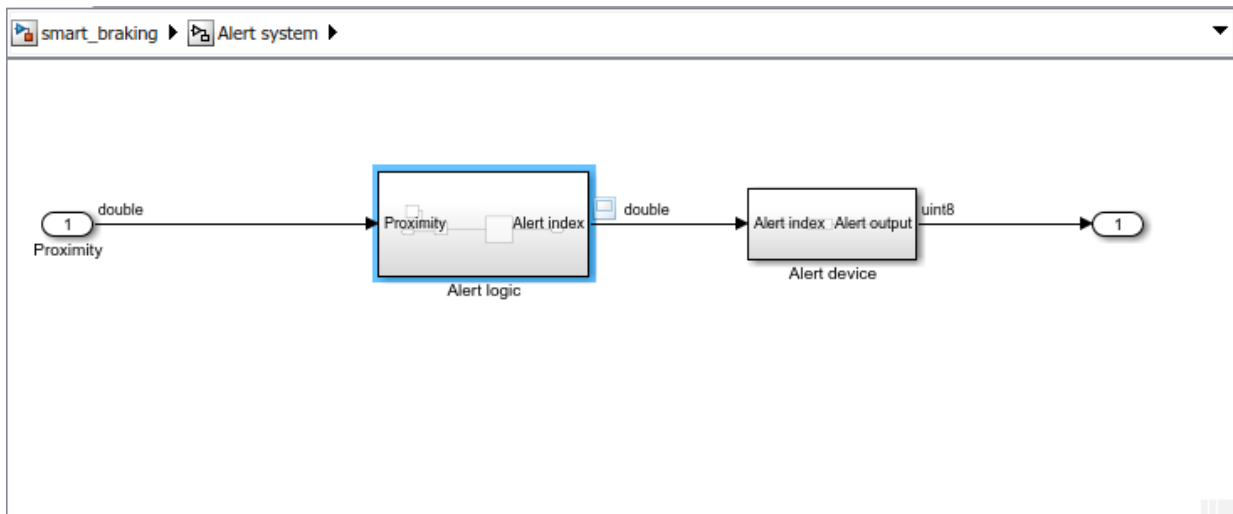 smart_braking Alert system
double
1
Proximity
Proximity Alert index
Alert logic
double
Alert index Alert output
Alert device
uint8
1